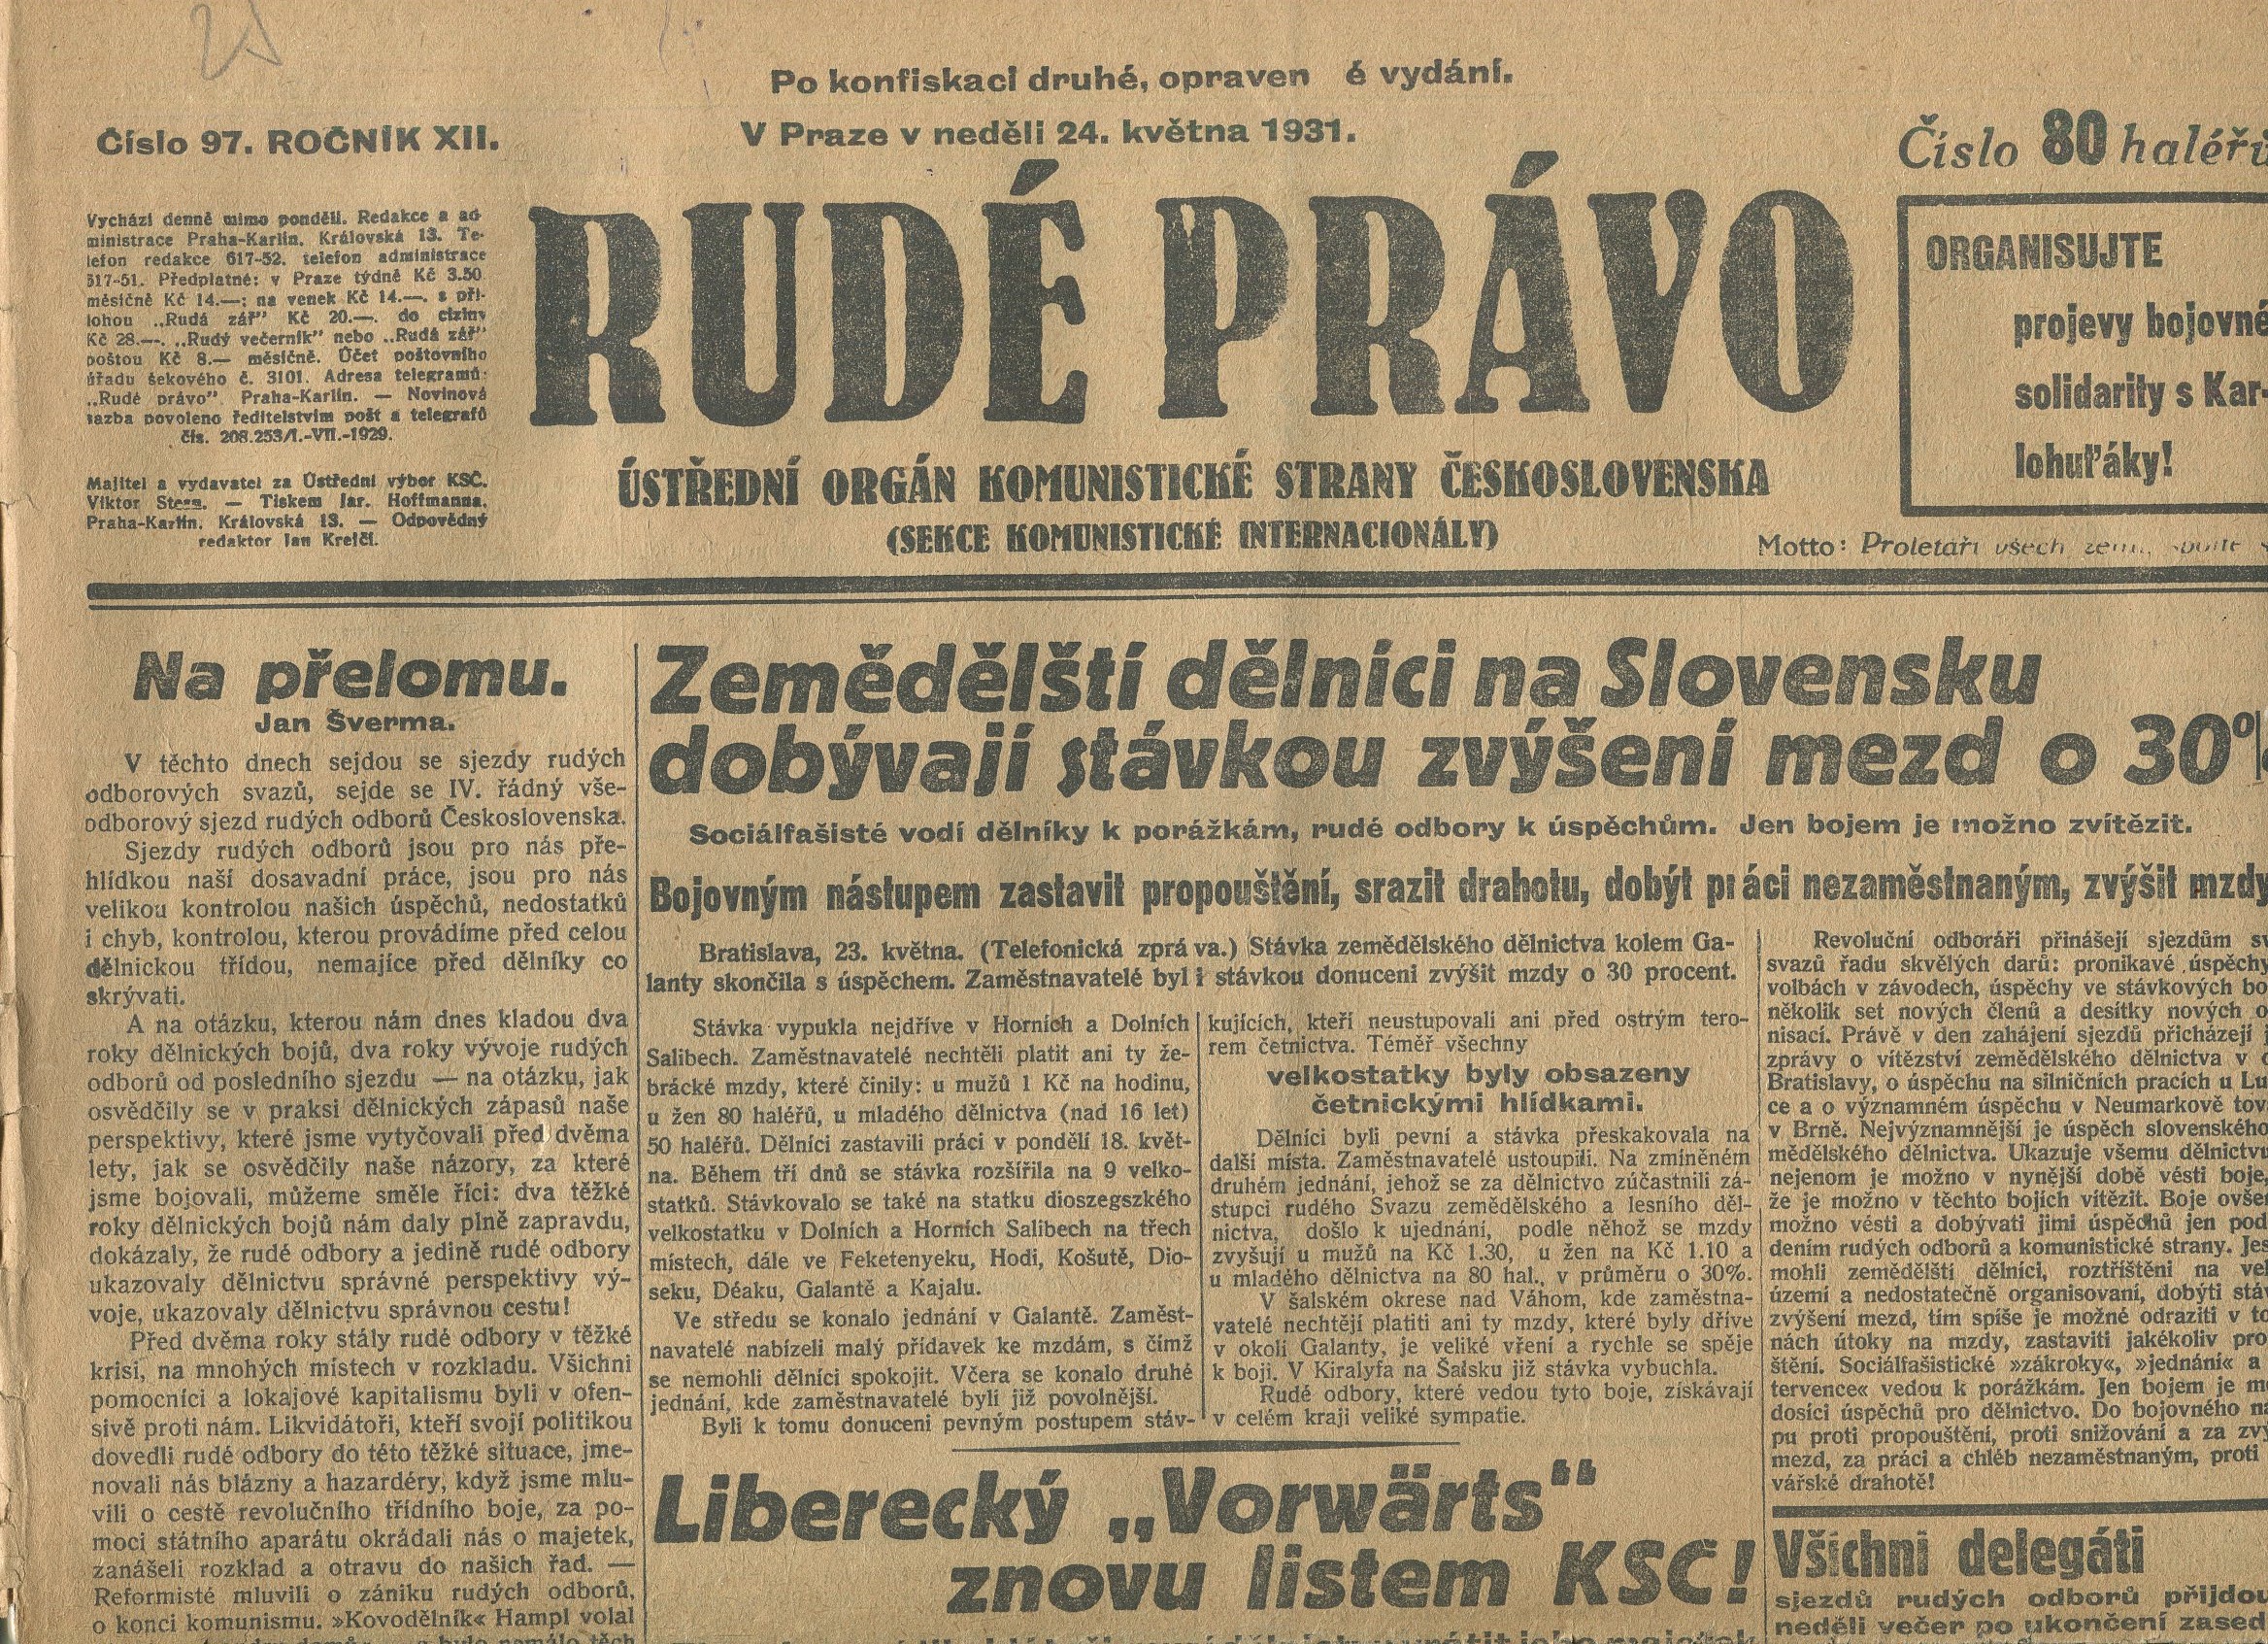 Po konfiskaci druhé, opraven é vydání.
Číslo 97. ROČNÍK XII.
V Praze v neděli 24. května 1931.
Číslo 80 haléřů
Vychází denně mimo pondělí. Redakce a ad-
ministrace Praha-Karlín, Královská 13. Te-
lefon redakce 617-52. telefon administrace
617-51. Předplatné: v Praze týdně Kč 3.50
měsíčně Kč 14.—; na venek Kč 14.—. s pří-
lohou „Rudá zář" Kč 20.—. do ciziny
Kč 28.—. „Rudý večerník" nebo „Rudá zář"
poštou Kč 8.— měsíčně. Účet poštovního
úřadu šekového č. 3101. Adresa telegramů:
„Rudé právo". Praha-Karlín. — Novinová
sazba povoleno ředitelstvím pošt a telegrafů
čís. 208.253/1.-VII.-1929.
Majitel a vydavatel za Ústřední výbor KSČ.
Viktor Stern. — Tiskem Jar. Hoffmanna,
Praha-Karlín, Královská 13. — Odpovědný
redaktor Jan Krejčí.
RUDÉ PRÁVO
ÚSTŘEDNÍ ORGÁN KOMUNISTICKÉ STRANY ČESKOSLOVENSKA
(SEKCE KOMUNISTICKÉ INTERNACIONÁLY)
ORGANISUJTE
projevy bojovné
solidarity s Kar-
lohuťáky!
Motto: Proletáři všech zemí, spojte
Na přelomu.
Jan Šverma.
V těchto dnech sejdou se sjezdy rudých
odborových svazů, sejde se IV. řádný vše-
odborový sjezd rudých odborů Československa.
Sjezdy rudých odborů jsou pro nás pře-
hlídkou naší dosavadní práce, jsou pro nás
velikou kontrolou našich úspěchů, nedostatků
i chyb, kontrolou, kterou provádíme před celou
dělnickou třídou, nemajíce před dělníky co
skrývati.
A na otázku, kterou nám dnes kladou dva
roky dělnických bojů, dva roky vývoje rudých
odborů od posledního sjezdu — na otázku, jak
osvědčily se v praksi dělnických zápasů naše
perspektivy, které jsme vytyčovali před dvěma
lety, jak se osvědčily naše názory, za které
jsme bojovali, můžeme směle říci: dva těžké
roky dělnických bojů nám daly plně zapravdu,
dokázaly, že rudé odbory a jedině rudé odbory
ukazovaly dělnictvu správné perspektivy vý-
voje, ukazovaly dělnictvu správnou cestu!
Před dvěma roky stály rudé odbory v těžké
krisi, na mnohých místech v rozkladu. Všichni
pomocníci a lokajové kapitalismu byli v ofen-
sivě proti nám. Likvidátoři, kteří svojí politikou
dovedli rudé odbory do této těžké situace, jme-
novali nás blázny a hazardéry, když jsme mlu-
vili o cestě revolučního třídního boje, za po-
moci státního aparátu okrádali nás o majetek,
zanášeli rozklad a otravu do našich řad. —
Reformisté mluvili o zániku rudých odborů,
o konci komunismu. »Kovodělník« Hampl volal
Zemědělští dělníci na Slovensku
dobývají stávkou zvýšení mezd o 30%
Sociálfašisté vodí dělníky k porážkám, rudé odbory k úspěchům. Jen bojem je možno zvítězit.
Bojovným nástupem zastavit propouštění, srazit drahotu, dobýt práci nezaměstnaným, zvýšit mzdy
Bratislava, 23. května. (Telefonická zpráva.) Stávka zemědělského dělnictva kolem Ga-
lanty skončila s úspěchem. Zaměstnavatelé byli stávkou donuceni zvýšit mzdy o 30 procent.
Stávka vypukla nejdříve v Horních a Dolních
Salibech. Zaměstnavatelé nechtěli platit ani ty že-
brácké mzdy, které činily: u mužů 1 Kč na hodinu,
u žen 80 haléřů, u mladého dělnictva (nad 16 let)
50 haléřů. Dělníci zastavili práci v pondělí 18. květ-
na. Během tří dnů se stávka rozšířila na 9 velko-
statků. Stávkovalo se také na statku dioszegszkého
velkostatku v Dolních a Horních Salibech na třech
místech, dále ve Feketenyeku, Hodi, Košutě, Dio-
seku, Déaku, Galantě a Kajalu.
Ve středu se konalo jednání v Galantě. Zaměst-
navatelé nabízeli malý přídavek ke mzdám, s čímž
se nemohli dělníci spokojit. Včera se konalo druhé
jednání, kde zaměstnavatelé byli již povolnější.
Byli k tomu donuceni pevným postupem stáv-
kujících, kteří neustupovali ani před ostrým tero-
rem četnictva. Téměř všechny
velkostatky byly obsazeny
četnickými hlídkami.
Dělníci byli pevní a stávka přeskakovala na
další místa. Zaměstnavatelé ustoupili. Na zmíněném
druhém jednání, jehož se za dělnictvo zúčastnili zá-
stupci rudého Svazu zemědělského a lesního děl-
nictva, došlo k ujednání, podle něhož se mzdy
zvyšují u mužů na Kč 1.30, u žen na Kč 1.10 a
u mladého dělnictva na 80 hal., v průměru o 30%.
V šalském okrese nad Váhom, kde zaměstna-
vatelé nechtějí platiti ani ty mzdy, které byly dříve
v okolí Galanty, je veliké vření a rychle se spěje
k boji. V Kiralyfa na Šalsku již stávka vybuchla.
Rudé odbory, které vedou tyto boje, získávají
v celém kraji veliké sympatie.
Revoluční odboráři přinášejí sjezdům sv
svazů řadu skvělých darů: pronikavé úspěchy
volbách v závodech, úspěchy ve stávkových bo
několik set nových členů a desítky nových o
nisací. Právě v den zahájení sjezdů přicházejí
zprávy o vítězství zemědělského dělnictva v o
Bratislavy, o úspěchu na silničních pracích u Lu
ce a o významném úspěchu v Neumarkově tov
v Brně. Nejvýznamnější je úspěch slovenského
mědělského dělnictva. Ukazuje všemu dělnictvu
nejenom je možno v nynější době vésti boje,
že je možno v těchto bojích vítězit. Boje ovše
možno vésti a dobývati jimi úspěchů jen pod
dením rudých odborů a komunistické strany. Jes
mohli zemědělští dělníci, roztříštěni na vel
území a nedostatečně organisovaní, dobýti stáv
zvýšení mezd, tím spíše je možné odraziti v to
nách útoky na mzdy, zastaviti jakékoliv pro
štění. Sociálfašistické »zákroky«, »jednání« a
tervence« vedou k porážkám. Jen bojem je mo
dosíci úspěchů pro dělnictvo. Do bojovného ná
pu proti propouštění, proti snižování a za zvý
mezd, za práci a chléb nezaměstnaným, proti
vářské drahotě!
Liberecký „Vorwärts"
znovu listem KSČ!
Všichni delegáti
sjezdů rudých odborů přijdou
neděli večer po ukončení zased